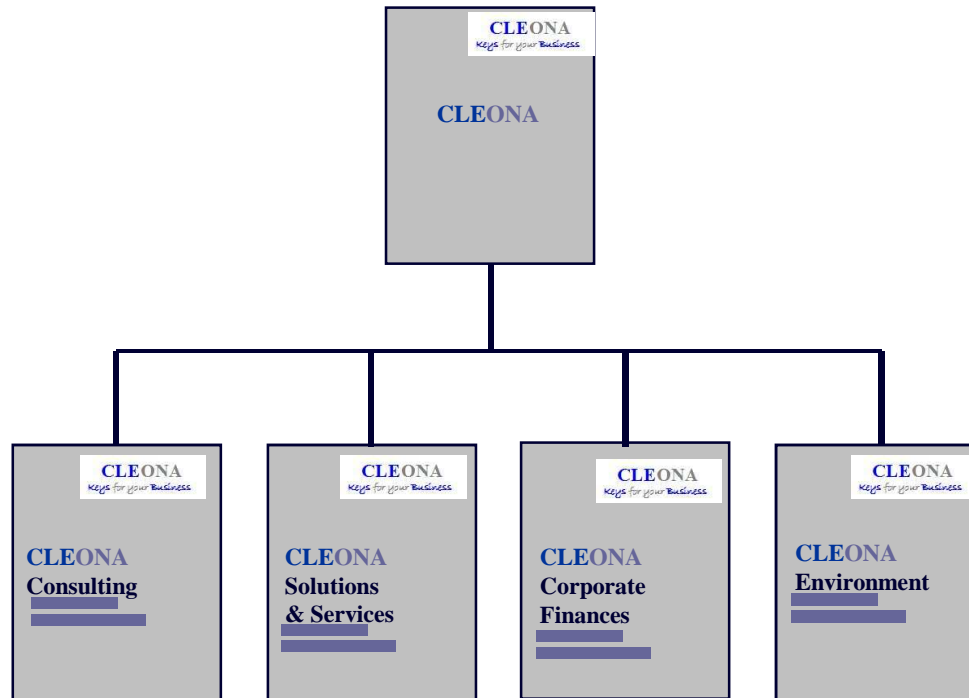 CLEONA
Keys for your Business
CLEONA
CLEONA
Keys for your Business
CLEONA
Consulting
CLEONA
Keys for your Business
CLEONA
Solutions
& Services
CLEONA
Keys for your Business
CLEONA
Corporate
Finances
CLEONA
Keys for your Business
CLEONA
Environment